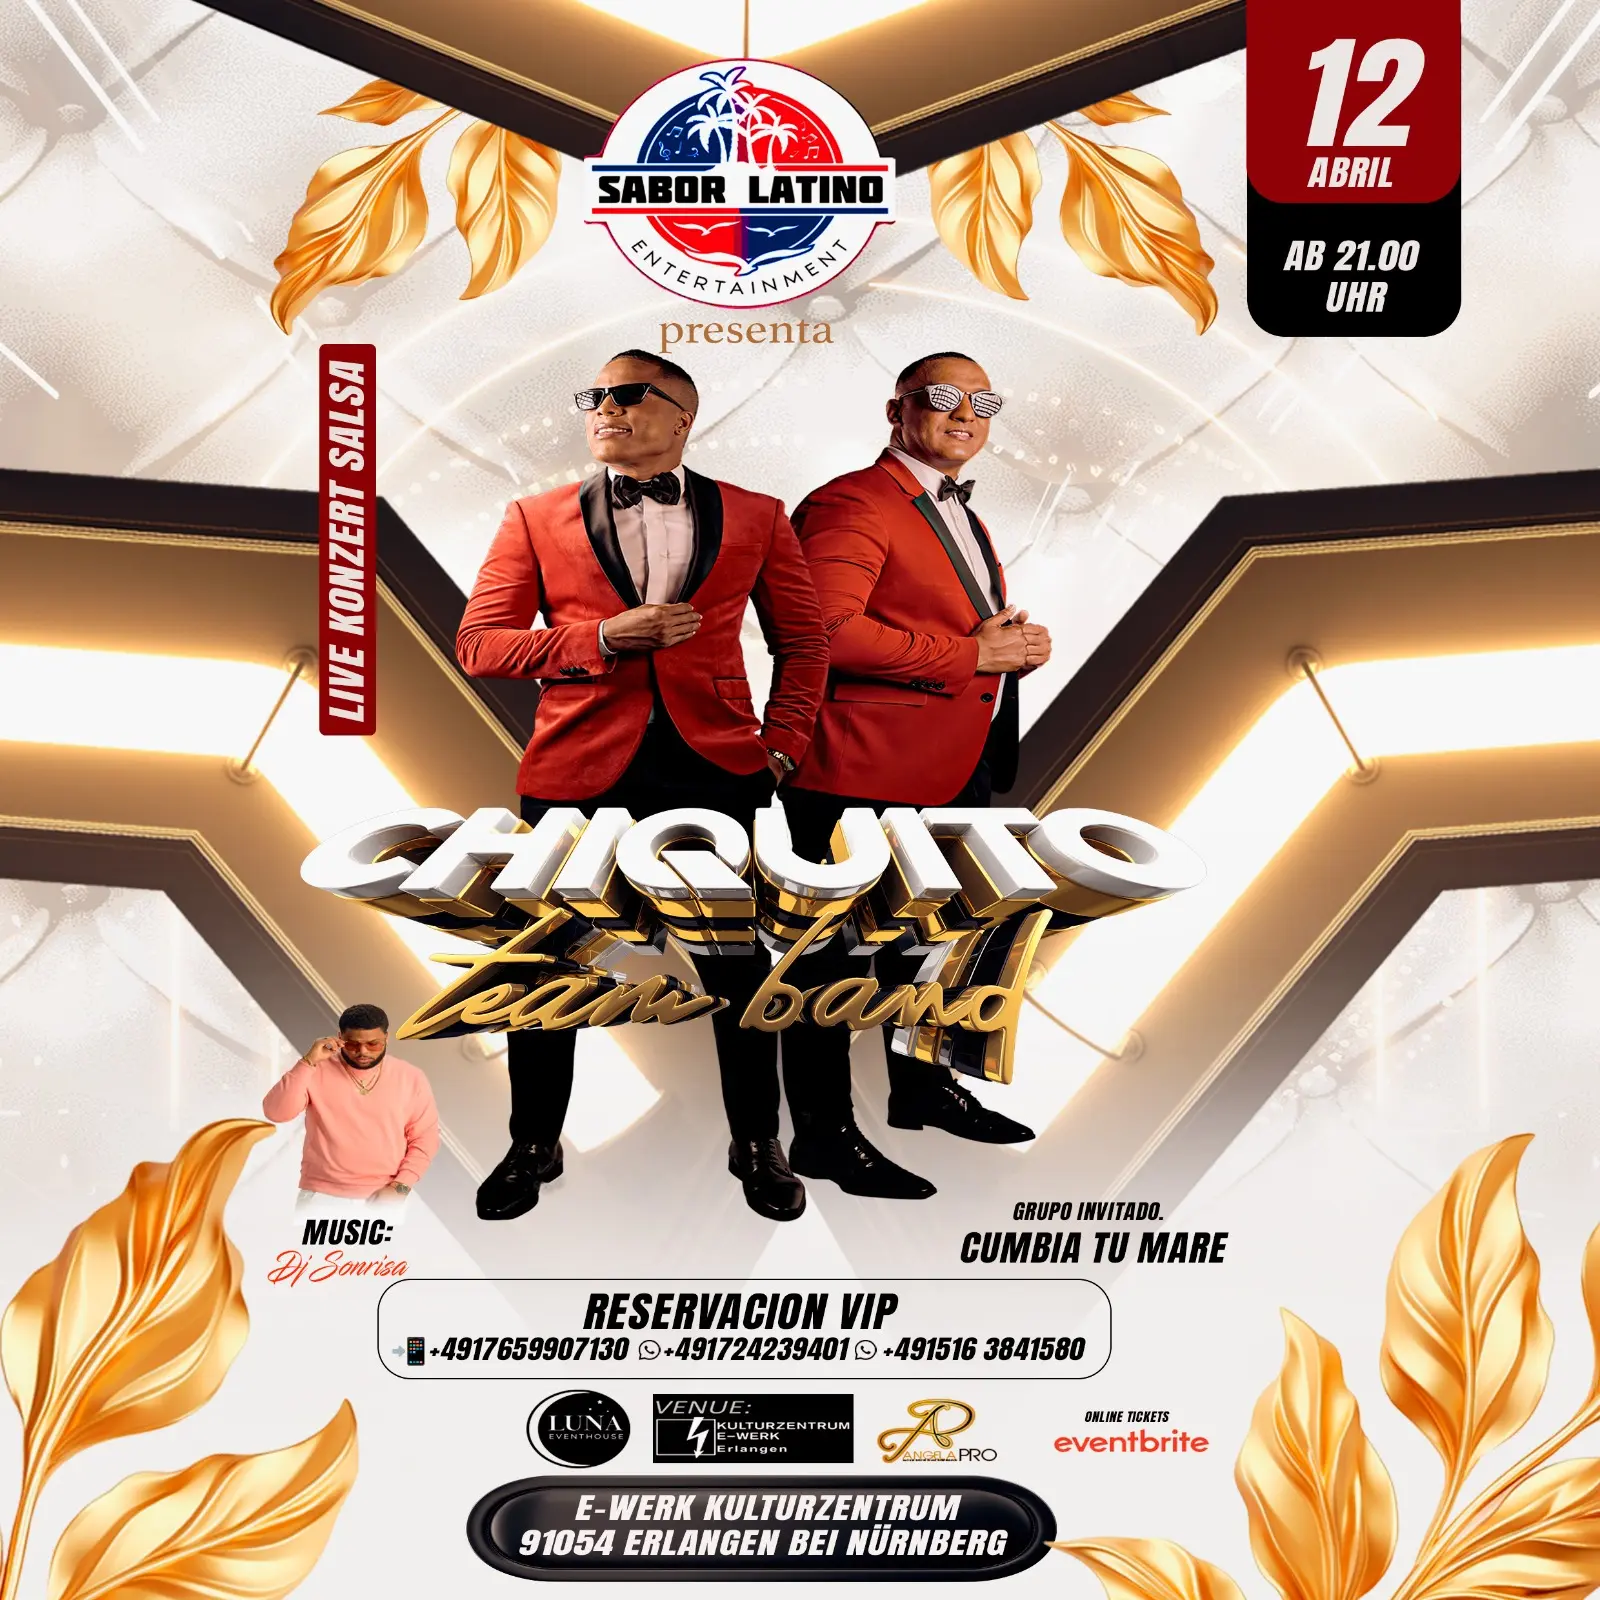 12
ABRIL
AB 21.00
UHR
SABOR LATINO
ENTERTAINMENT
presenta
LIVE KONZERT SALSA
CHIQUITO
team band
MUSIC:
Dj Sonrisa
GRUPO INVITADO.
CUMBIA TU MARE
RESERVACION VIP
+4917659907130 +491724239401 +491516 3841580
LUNA
EVENTHOUSE
VENUE:
KULTURZENTRUM
E-WERK
Erlangen
ANGELA PRO
ONLINE TICKETS
eventbrite
E-WERK KULTURZENTRUM
91054 ERLANGEN BEI NÜRNBERG